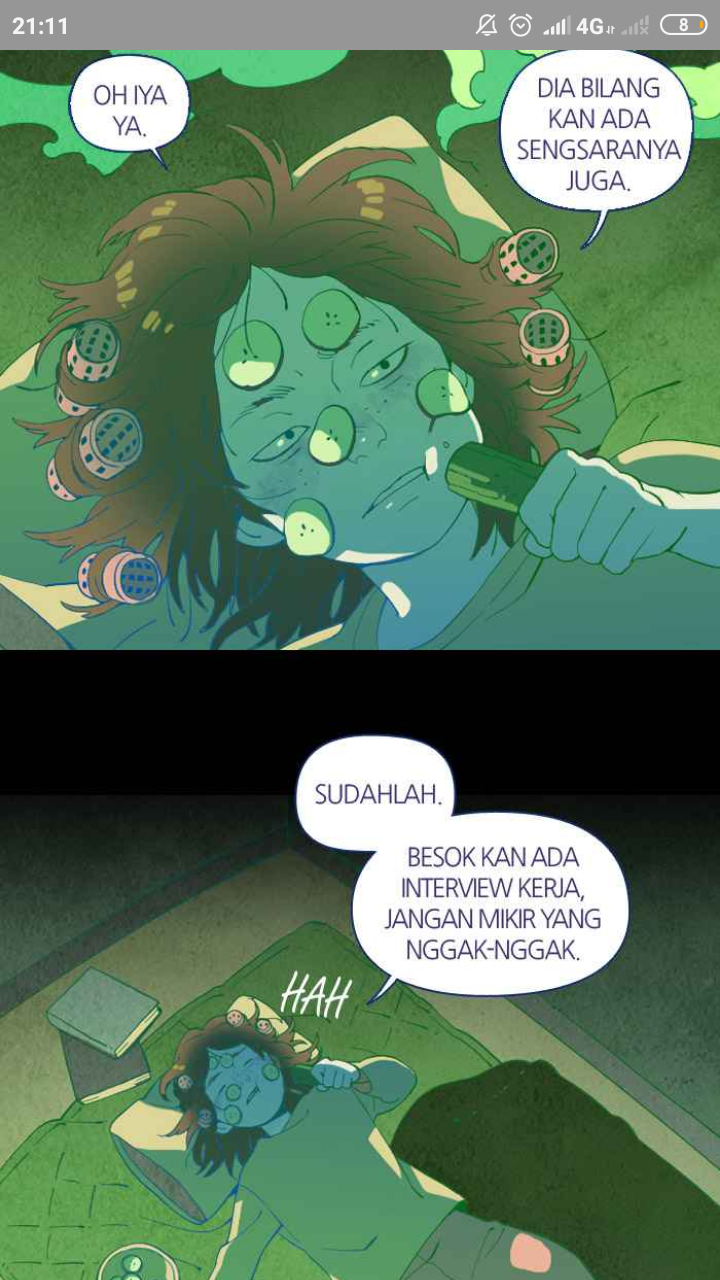 21:11
4G
8
OH IYA
YA.
DIA BILANG
KAN ADA
SENGSARANYA
JUGA.
SUDAHLAH.
BESOK KAN ADA
INTERVIEW KERJA,
JANGAN MIKIR YANG
NGGAK-NGGAK.
HAH